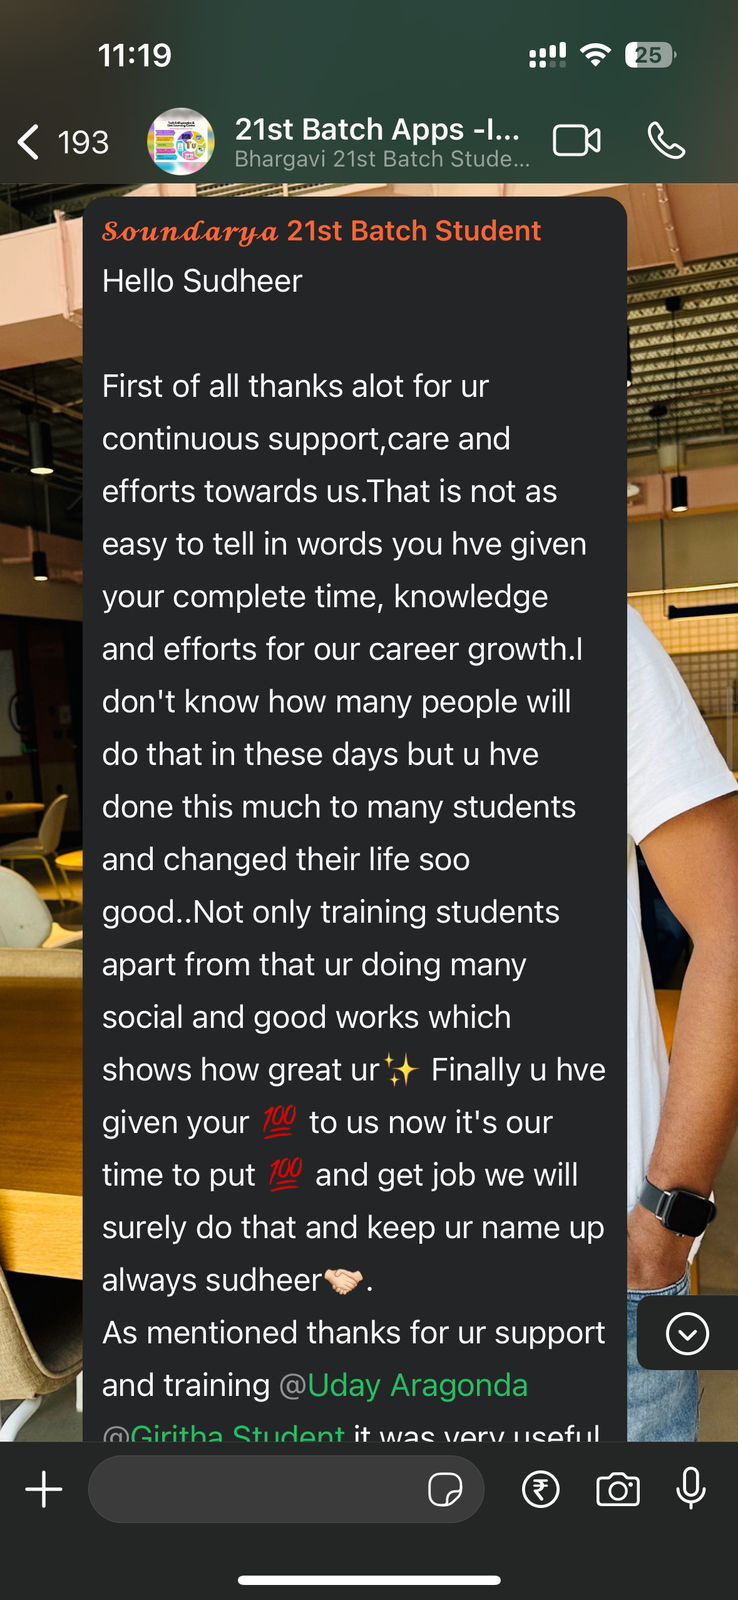 11:19
25
193
21st Batch Apps -I...
Bhargavi 21st Batch Stude...
Soundarya 21st Batch Student
Hello Sudheer
First of all thanks alot for ur
continuous support,care and
efforts towards us.That is not as
easy to tell in words you hve given
your complete time, knowledge
and efforts for our career growth.I
don't know how many people will
do that in these days but u hve
done this much to many students
and changed their life soo
good..Not only training students
apart from that ur doing many
social and good works which
shows how great ur✨ Finally u hve
given your 💯 to us now it's our
time to put 💯 and get job we will
surely do that and keep ur name up
always sudheer🤝🏻.
As mentioned thanks for ur support
and training @Uday Aragonda
@Giritha Student it was very useful